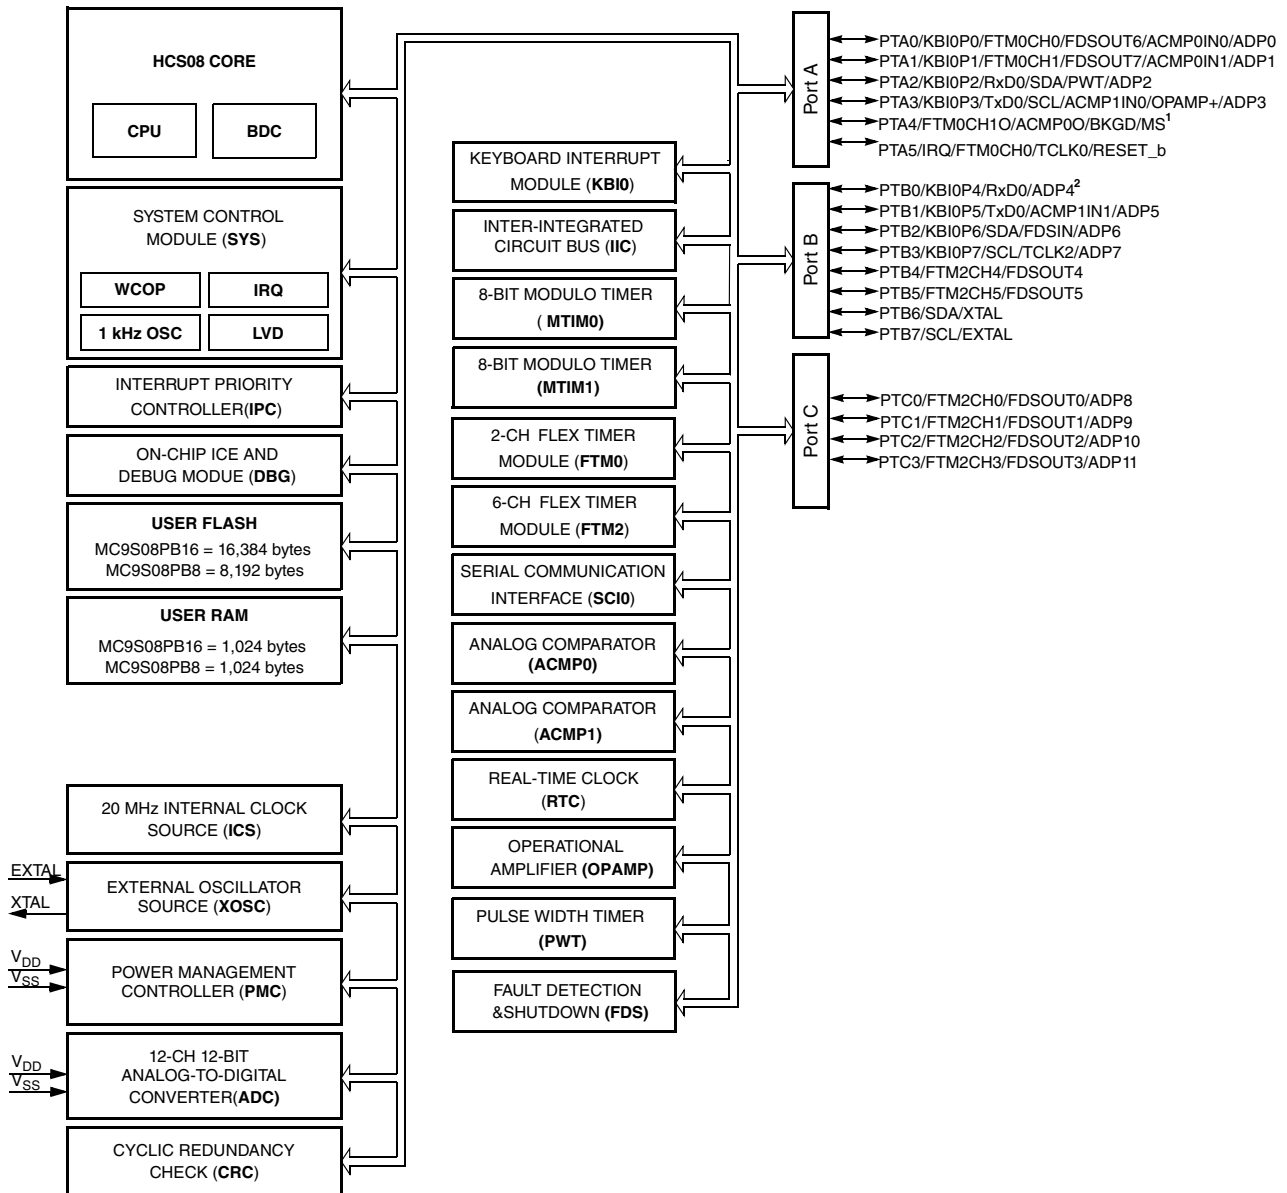 HCS08 CORE
CPU
BDC
SYSTEM CONTROL
MODULE (SYS)
WCOP
IRQ
1 kHz OSC
LVD
INTERRUPT PRIORITY
CONTROLLER(IPC)
ON-CHIP ICE AND
DEBUG MODUE (DBG)
USER FLASH
MC9S08PB16 = 16,384 bytes
MC9S08PB8 = 8,192 bytes
USER RAM
MC9S08PB16 = 1,024 bytes
MC9S08PB8 = 1,024 bytes
20 MHz INTERNAL CLOCK
SOURCE (ICS)
EXTAL
XTAL
EXTERNAL OSCILLATOR
SOURCE (XOSC)
VDD
VSS
POWER MANAGEMENT
CONTROLLER (PMC)
VDD
VSS
12-CH 12-BIT
ANALOG-TO-DIGITAL
CONVERTER(ADC)
CYCLIC REDUNDANCY
CHECK (CRC)
KEYBOARD INTERRUPT
MODULE (KBI0)
INTER-INTEGRATED
CIRCUIT BUS (IIC)
8-BIT MODULO TIMER
( MTIM0)
8-BIT MODULO TIMER
(MTIM1)
2-CH FLEX TIMER
MODULE (FTM0)
6-CH FLEX TIMER
MODULE (FTM2)
SERIAL COMMUNICATION
INTERFACE (SCI0)
ANALOG COMPARATOR
(ACMP0)
ANALOG COMPARATOR
(ACMP1)
REAL-TIME CLOCK
(RTC)
OPERATIONAL
AMPLIFIER (OPAMP)
PULSE WIDTH TIMER
(PWT)
FAULT DETECTION
&SHUTDOWN (FDS)
Port A
PTA0/KBI0P0/FTM0CH0/FDSOUT6/ACMP0IN0/ADP0
PTA1/KBI0P1/FTM0CH1/FDSOUT7/ACMP0IN1/ADP1
PTA2/KBI0P2/RxD0/SDA/PWT/ADP2
PTA3/KBI0P3/TxD0/SCL/ACMP1IN0/OPAMP+/ADP3
PTA4/FTM0CH1O/ACMP0O/BKGD/MS1
PTA5/IRQ/FTM0CH0/TCLK0/RESET_b
Port B
PTB0/KBI0P4/RxD0/ADP4²
PTB1/KBI0P5/TxD0/ACMP1IN1/ADP5
PTB2/KBI0P6/SDA/FDSIN/ADP6
PTB3/KBI0P7/SCL/TCLK2/ADP7
PTB4/FTM2CH4/FDSOUT4
PTB5/FTM2CH5/FDSOUT5
PTB6/SDA/XTAL
PTB7/SCL/EXTAL
Port C
PTC0/FTM2CH0/FDSOUT0/ADP8
PTC1/FTM2CH1/FDSOUT1/ADP9
PTC2/FTM2CH2/FDSOUT2/ADP10
PTC3/FTM2CH3/FDSOUT3/ADP11